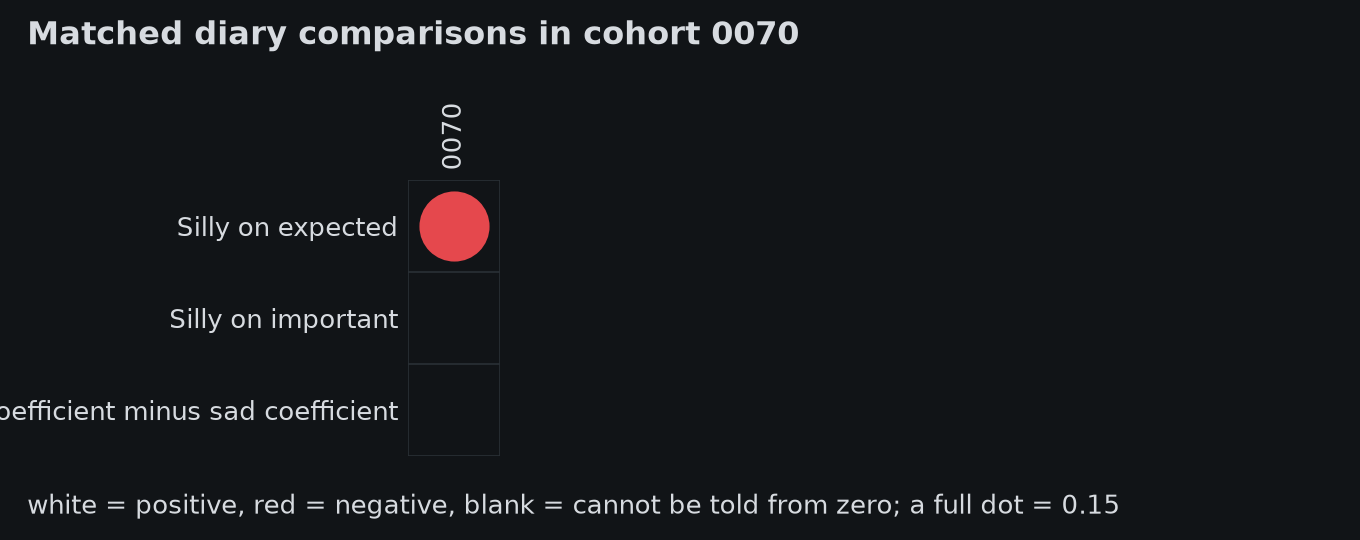 Matched diary comparisons in cohort 0070
0070
Silly on expected
Silly on important
minus sad coefficient
white = positive, red = negative, blank = cannot be told from zero; a full dot = 0.15